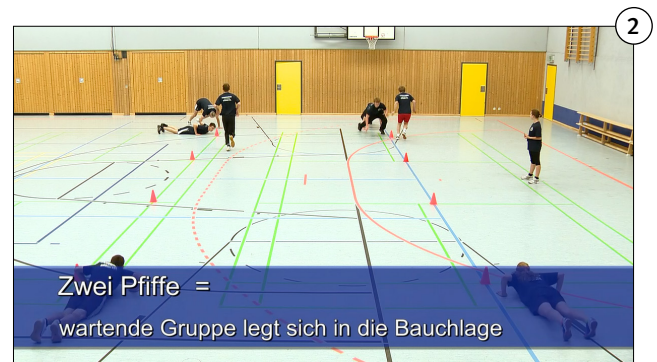 2
Zwei Pfiffe =
wartende Gruppe legt sich in die Bauchlage